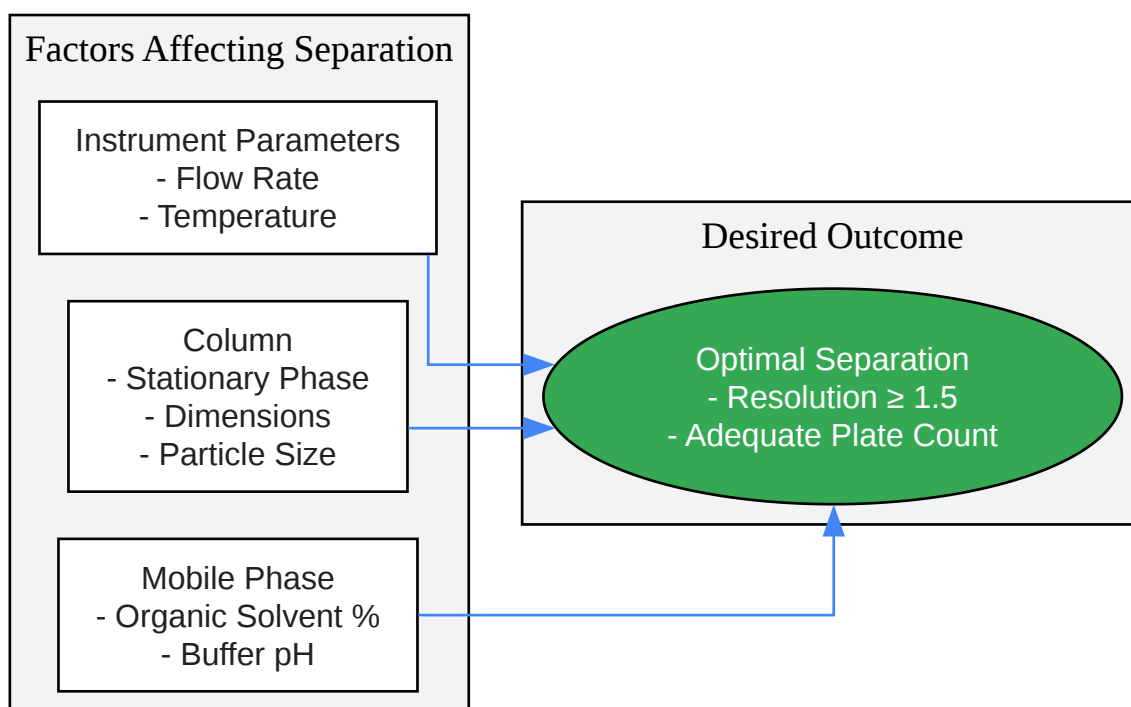 Factors Affecting Separation
Instrument Parameters
- Flow Rate
- Temperature
Column
- Stationary Phase
- Dimensions
- Particle Size
Mobile Phase
- Organic Solvent %
- Buffer pH
Desired Outcome
Optimal Separation
- Resolution ≥ 1.5
- Adequate Plate Count